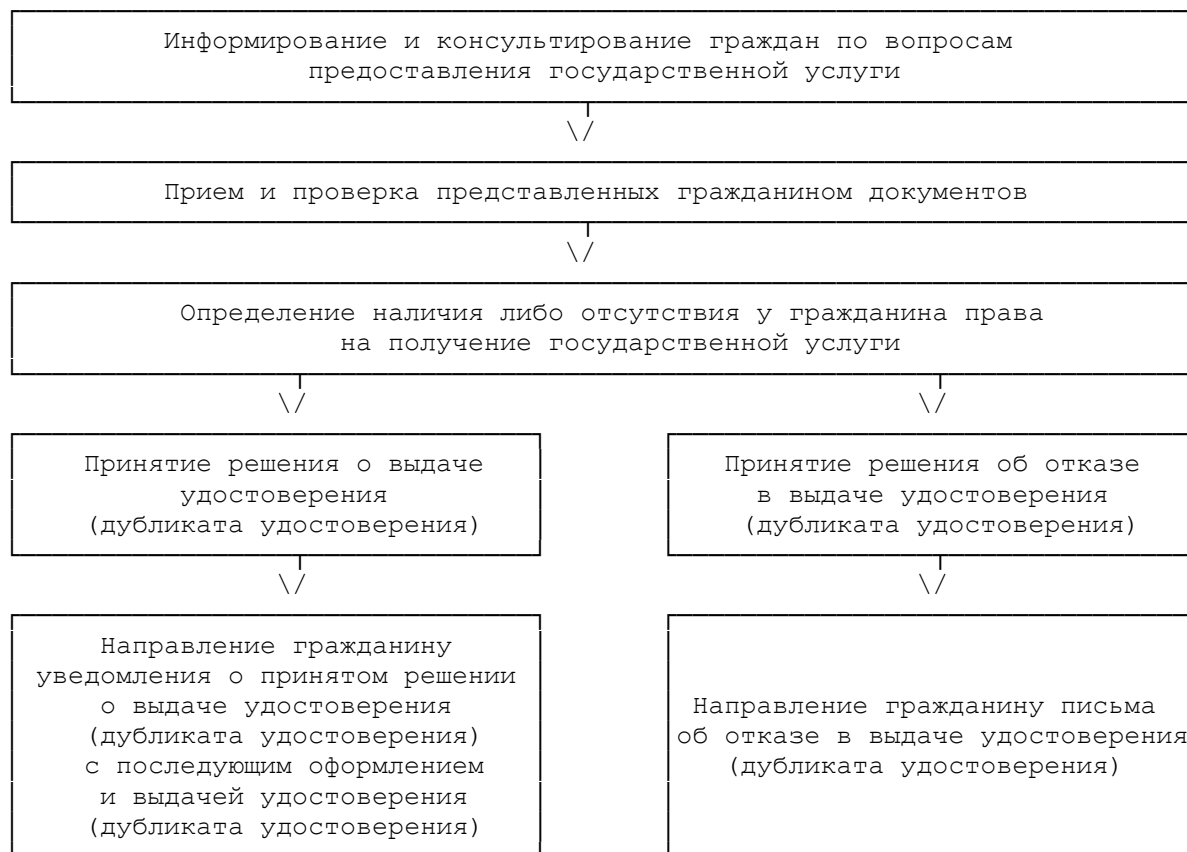 Информирование и консультирование граждан по вопросам
предоставления государственной услуги
\/
Прием и проверка представленных гражданином документов
\/
Определение наличия либо отсутствия у гражданина права
на получение государственной услуги
\/
\/
Принятие решения о выдаче
удостоверения
(дубликата удостоверения)
Принятие решения об отказе
в выдаче удостоверения
(дубликата удостоверения)
\/
\/
Направление гражданину
уведомления о принятом решении
о выдаче удостоверения
(дубликата удостоверения)
с последующим оформлением
и выдачей удостоверения
(дубликата удостоверения)
Направление гражданину письма
об отказе в выдаче удостоверения
(дубликата удостоверения)